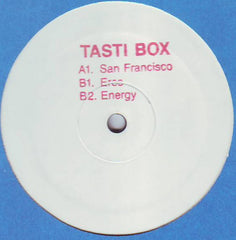 TASTI BOX
A1. San Francisco
B1. Eros
B2. Energy